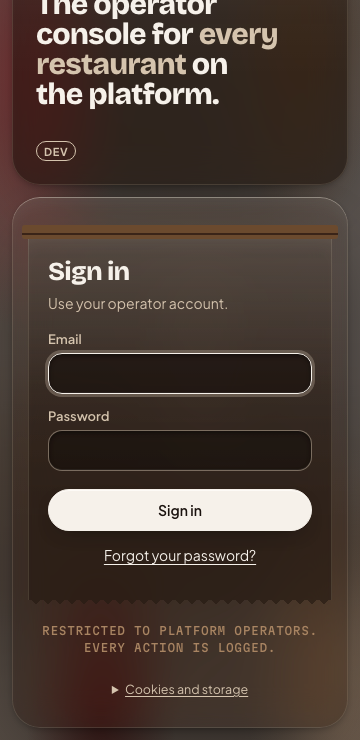 The operator
console for every
restaurant on
the platform.
DEV
Sign in
Use your operator account.
Email
Password
Sign in
Forgot your password?
RESTRICTED TO PLATFORM OPERATORS.
EVERY ACTION IS LOGGED.
Cookies and storage